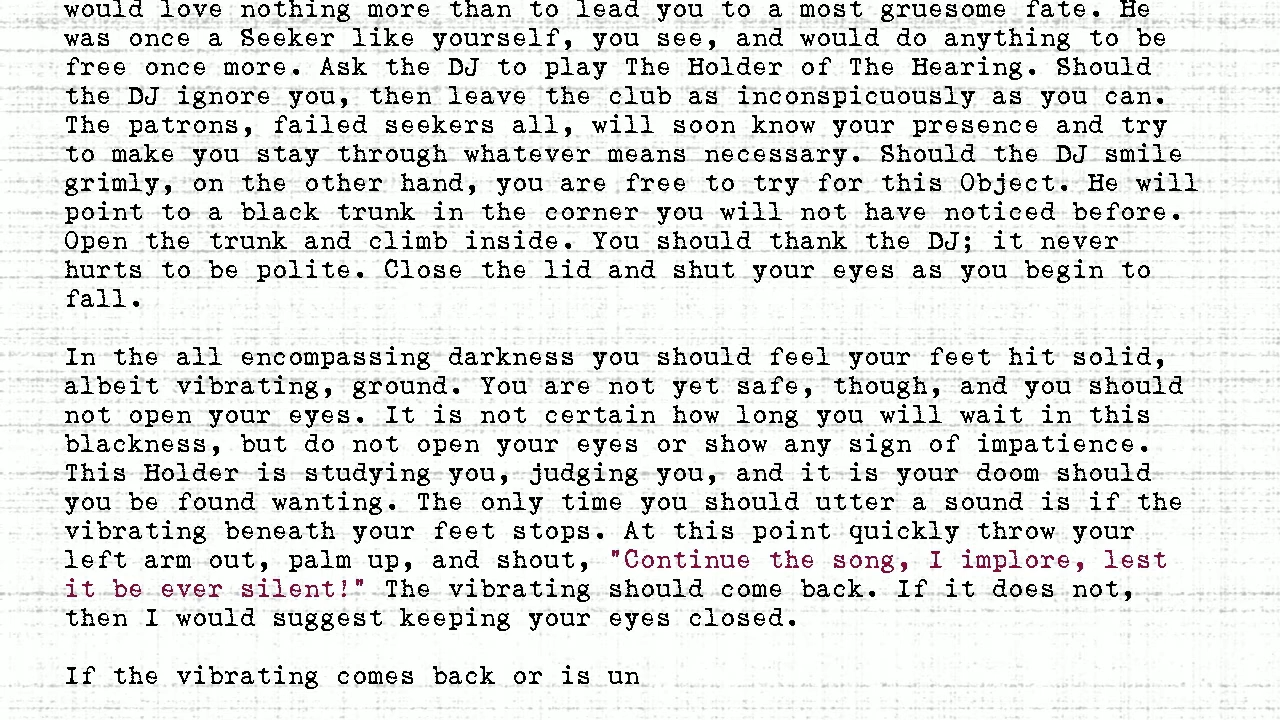 would love nothing more than to lead you to a most gruesome fate. He
was once a Seeker like yourself, you see, and would do anything to be
free once more. Ask the DJ to play The Holder of The Hearing. Should
the DJ ignore you, then leave the club as inconspicuously as you can.
The patrons, failed seekers all, will soon know your presence and try
to make you stay through whatever means necessary. Should the DJ smile
grimly, on the other hand, you are free to try for this Object. He will
point to a black trunk in the corner you will not have noticed before.
Open the trunk and climb inside. You should thank the DJ; it never
hurts to be polite. Close the lid and shut your eyes as you begin to
fall.
In the all encompassing darkness you should feel your feet hit solid,
albeit vibrating, ground. You are not yet safe, though, and you should
not open your eyes. It is not certain how long you will wait in this
blackness, but do not open your eyes or show any sign of impatience.
This Holder is studying you, judging you, and it is your doom should
you be found wanting. The only time you should utter a sound is if the
vibrating beneath your feet stops. At this point quickly throw your
left arm out, palm up, and shout, "Continue the song, I implore, lest
it be ever silent!" The vibrating should come back. If it does not,
then I would suggest keeping your eyes closed.
If the vibrating comes back or is un